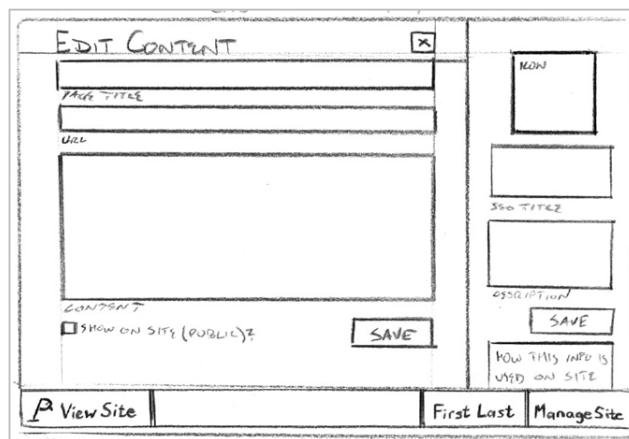 EDIT CONTENT
X
PAGE TITLE
URL
CONTENT
SHOW ON SITE (PUBLIC)?
SAVE
SEO TITLE
DESCRIPTION
SAVE
HOW THIS INFO IS
USED ON SITE
View Site
First Last
Manage Site